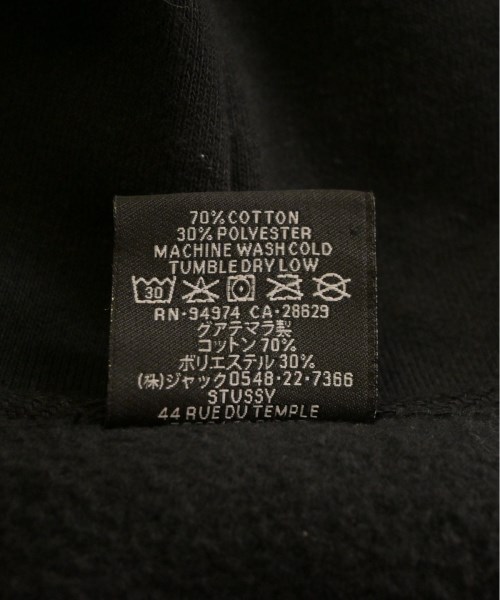 70% COTTON
30% POLYESTER
MACHINE WASH COLD
TUMBLE DRY LOW
30
RN·94974 CA·28629
グアテマラ製
コットン 70%
ポリエステル 30%
(株)ジャック0548·22·7366
STUSSY
44 RUE DU TEMPLE